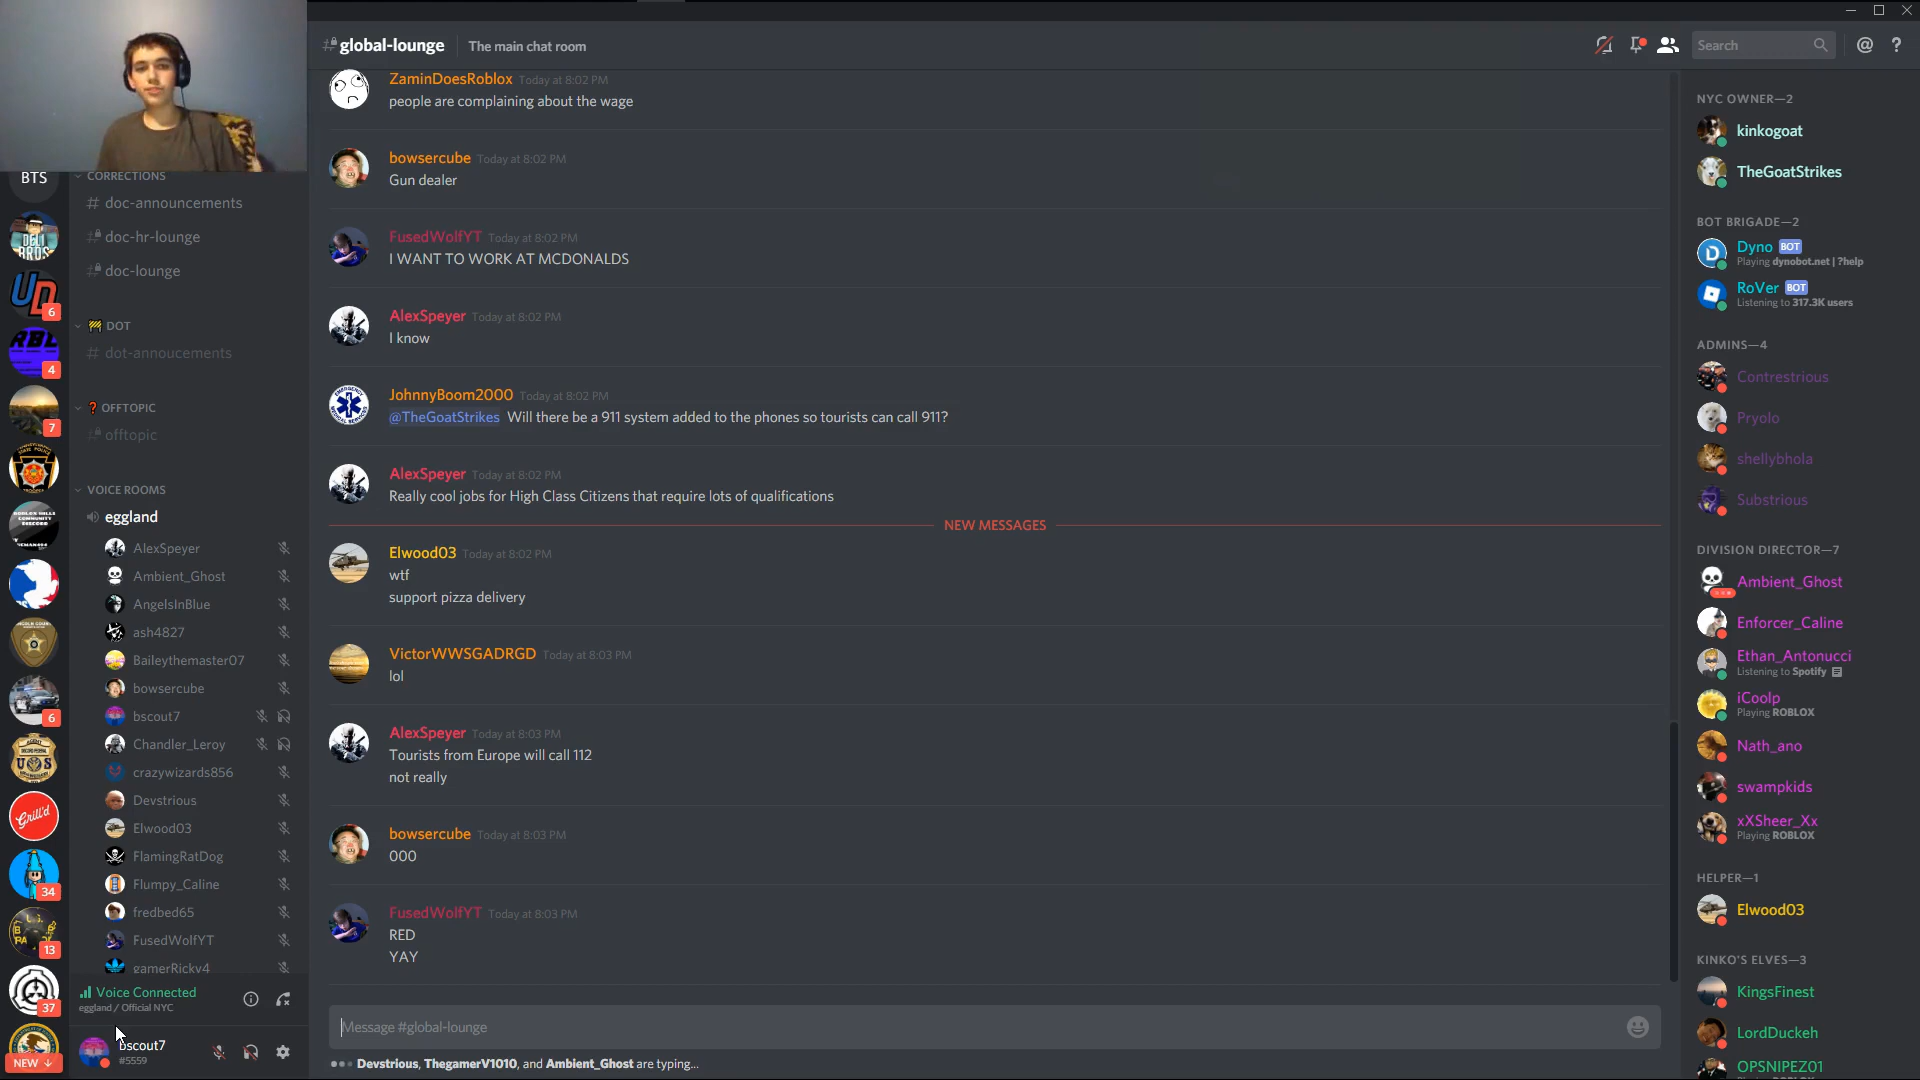 #global-lounge
The main chat room
Search
BTS
6
4
7
6
Grill'd
34
13
37
NEW ↓
CORRECTIONS
# doc-announcements
# doc-hr-lounge
# doc-lounge
DOT
# dot-annoucements
OFFTOPIC
# offtopic
VOICE ROOMS
eggland
AlexSpeyer
Ambient_Ghost
AngelsInBlue
ash4827
Baileythemaster07
bowsercube
bscout7
Chandler_Leroy
crazywizards856
Devstrious
Elwood03
FlamingRatDog
Flumpy_Caline
fredbed65
FusedWolfYT
gamerRicky4
Voice Connected
eggland / Official NYC
bscout7
#5559
ZaminDoesRoblox Today at 8:02 PM
people are complaining about the wage
bowsercube Today at 8:02 PM
Gun dealer
FusedWolfYT Today at 8:02 PM
I WANT TO WORK AT MCDONALDS
AlexSpeyer Today at 8:02 PM
I know
JohnnyBoom2000 Today at 8:02 PM
@TheGoatStrikes Will there be a 911 system added to the phones so tourists can call 911?
AlexSpeyer Today at 8:02 PM
Really cool jobs for High Class Citizens that require lots of qualifications
NEW MESSAGES
Elwood03 Today at 8:02 PM
wtf
support pizza delivery
VictorWWSGADRGD Today at 8:03 PM
lol
AlexSpeyer Today at 8:03 PM
Tourists from Europe will call 112
not really
bowsercube Today at 8:03 PM
000
FusedWolfYT Today at 8:03 PM
RED
YAY
Message #global-lounge
Devstrious, ThegamerV1010, and Ambient_Ghost are typing...
NYC OWNER—2
kinkogoat
TheGoatStrikes
BOT BRIGADE—2
Dyno BOT
Playing dynobot.net | ?help
RoVer BOT
Listening to 317.3K users
ADMINS—4
Contrestrious
Pryolo
shellybhola
Substrious
DIVISION DIRECTOR—7
Ambient_Ghost
Enforcer_Caline
Ethan_Antonucci
Listening to Spotify
iCoolp
Playing ROBLOX
Nath_ano
swampkids
xXSheer_Xx
Playing ROBLOX
HELPER—1
Elwood03
KINKO'S ELVES—3
KingsFinest
LordDuckeh
OPSNIPEZ01